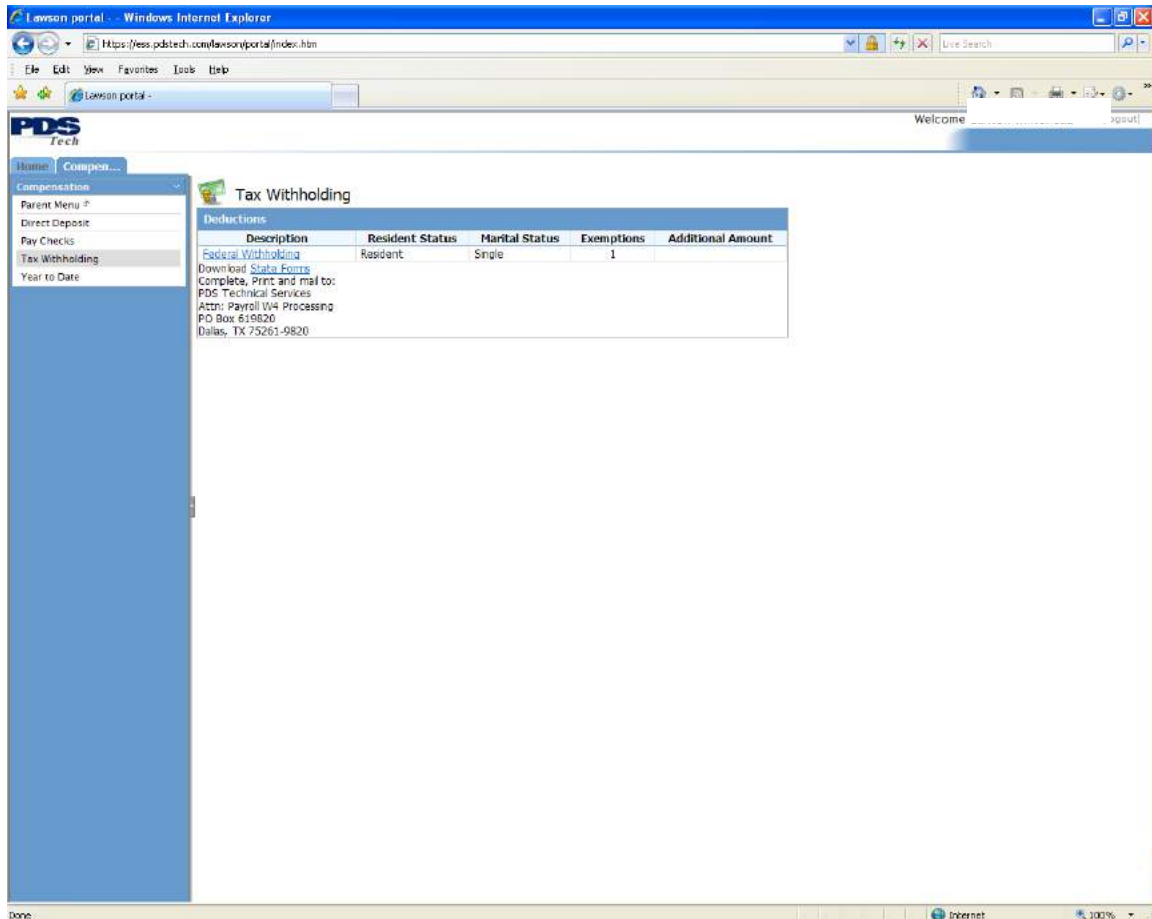 Lawson portal - - Windows Internet Explorer
https://ess.pdstech.com/lawson/portal/index.htm
Live Search
File Edit View Favorites Tools Help
Lawson portal -
PDS
Tech
Welcome
ogout|
Home Compen...
Compensation
Parent Menu
Direct Deposit
Pay Checks
Tax Withholding
Year to Date
Tax Withholding
Deductions
Description Resident Status Marital Status Exemptions Additional Amount
Federal Withholding Resident Single 1
Download State Forms
Complete, Print and mail to:
PDS Technical Services
Attn: Payroll W4 Processing
PO Box 619820
Dallas, TX 75261-9820
Done Internet 100%